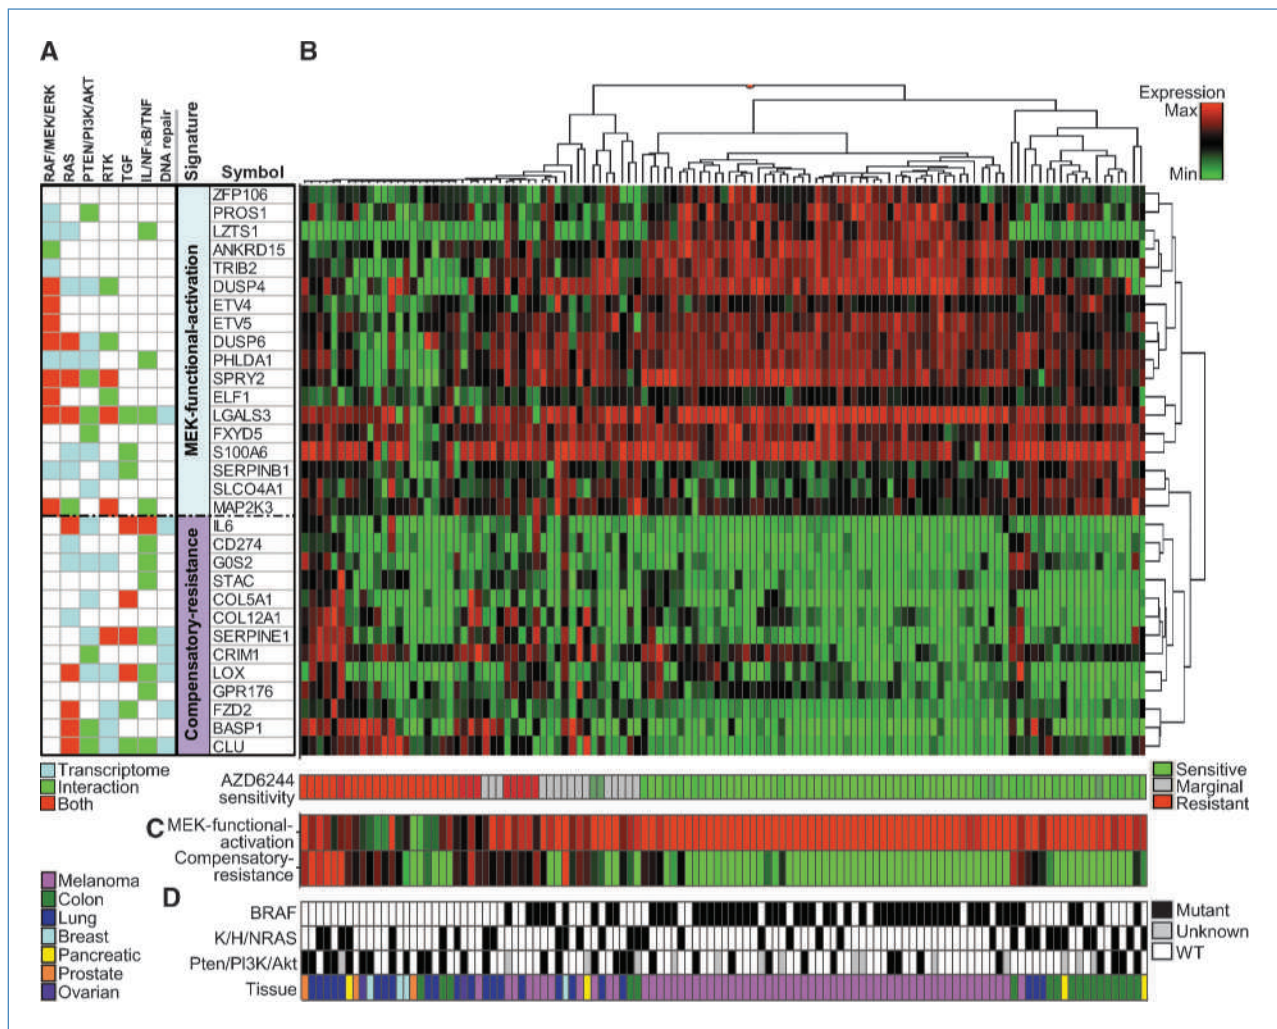 A
B
RAF/MEK/ERK
RAS
PTEN/PI3K/AKT
RTK
TGF
IL/NFκB/TNF
DNA repair
Signature
Symbol
Expression
Max
Min
MEK-functional-activation
ZFP106
PROS1
LZTS1
ANKRD15
TRIB2
DUSP4
ETV4
ETV5
DUSP6
PHLDA1
SPRY2
ELF1
LGALS3
FXYD5
S100A6
SERPINB1
SLCO4A1
MAP2K3
Compensatory-resistance
IL6
CD274
G0S2
STAC
COL5A1
COL12A1
SERPINE1
CRIM1
LOX
GPR176
FZD2
BASP1
CLU
Transcriptome
Interaction
Both
AZD6244
sensitivity
Sensitive
Marginal
Resistant
C
MEK-functional-
activation
Compensatory-
resistance
D
Melanoma
Colon
Lung
Breast
Pancreatic
Prostate
Ovarian
BRAF
K/H/NRAS
Pten/PI3K/Akt
Tissue
Mutant
Unknown
WT